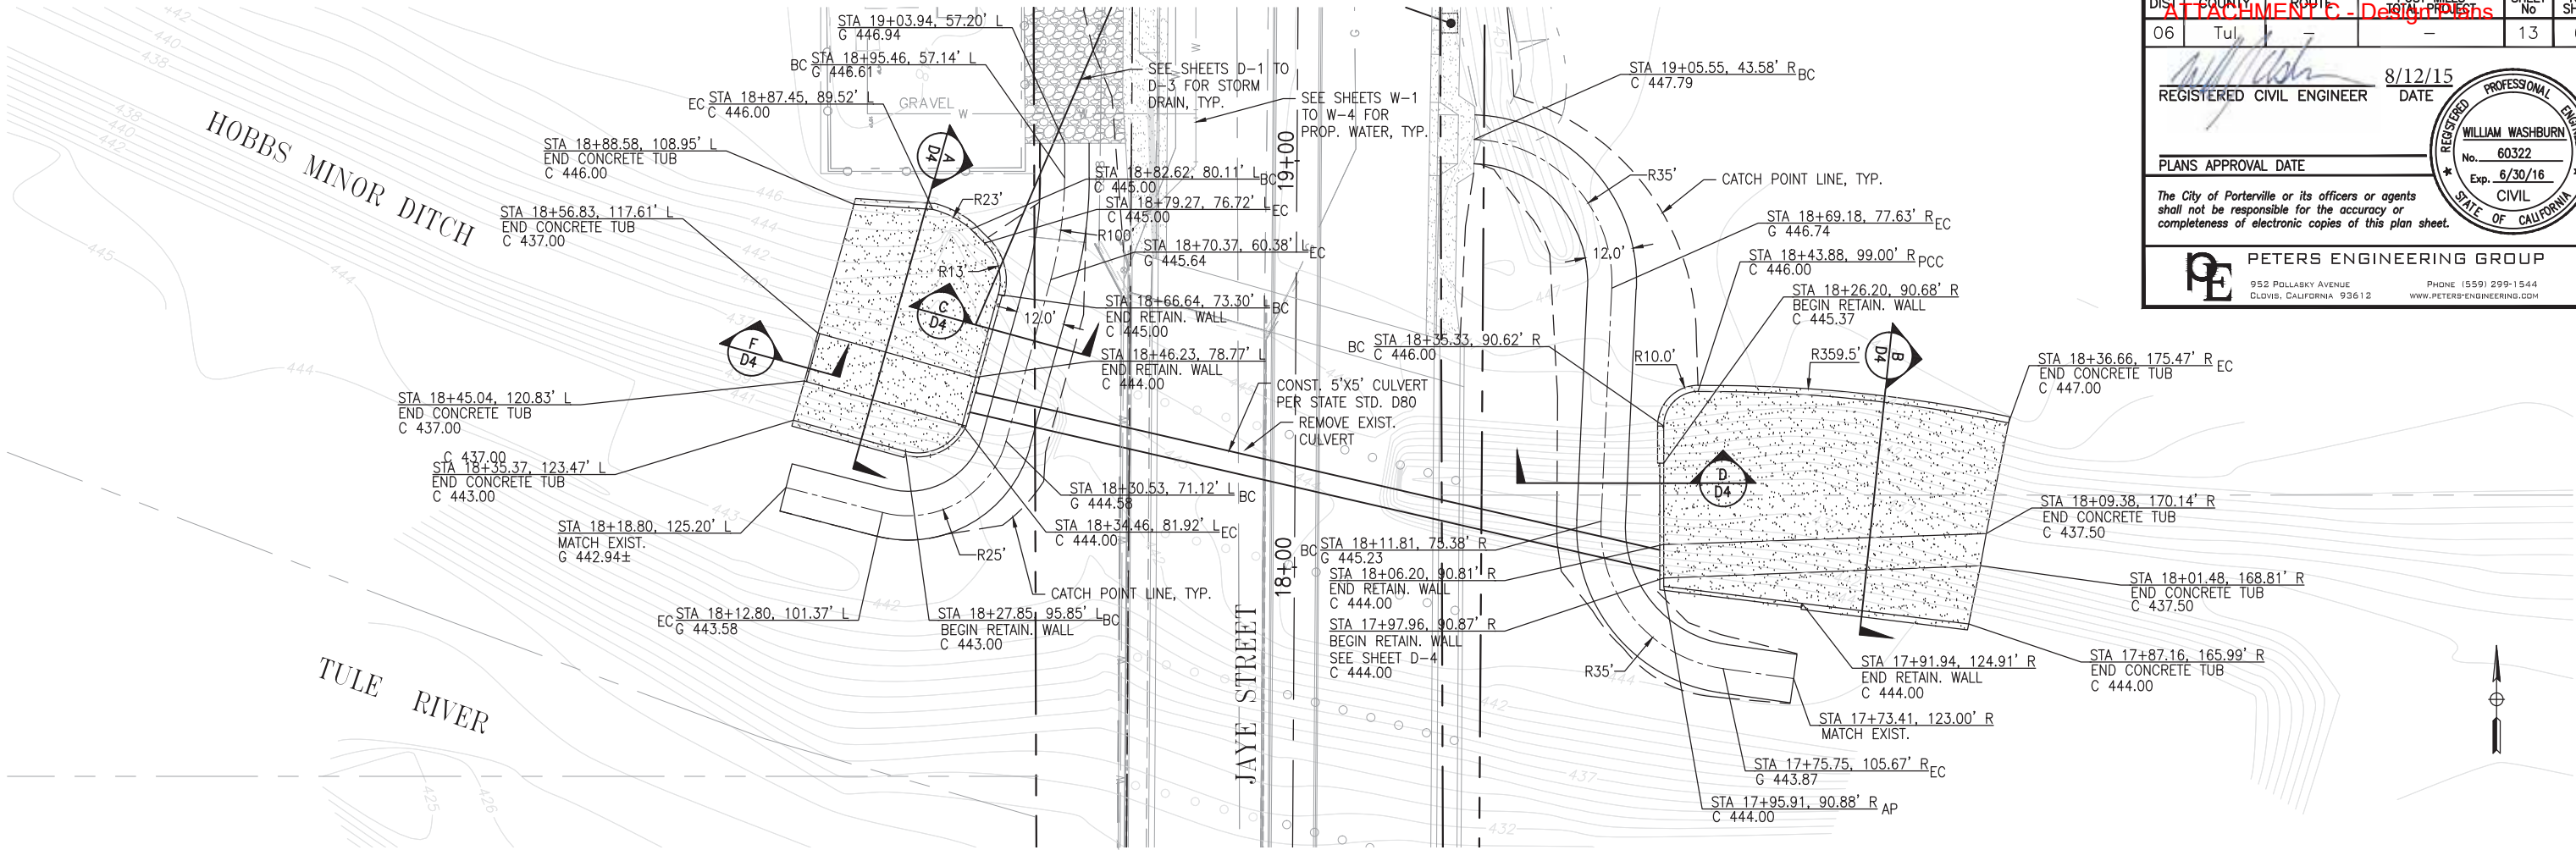 STA 19+03.94, 57.20' L
G 446.94
BC STA 18+95.46, 57.14' L
G 446.61
EC STA 18+87.45, 89.52' L
C 446.00
STA 18+88.58, 108.95' L
END CONCRETE TUB
C 446.00
STA 18+56.83, 117.61' L
END CONCRETE TUB
C 437.00
HOBBS MINOR DITCH
STA 18+45.04, 120.83' L
END CONCRETE TUB
C 437.00
C 437.00
STA 18+35.37, 123.47' L
END CONCRETE TUB
C 443.00
STA 18+18.80, 125.20' L
MATCH EXIST.
G 442.94±
EC STA 18+12.80, 101.37' L
G 443.58
TULE RIVER
GRAVEL
A
D4
C
D4
F
D4
R23'
R13'
R100'
12.0'
R25'
SEE SHEETS D-1 TO
D-3 FOR STORM
DRAIN, TYP.
SEE SHEETS W-1
TO W-4 FOR
PROP. WATER, TYP.
STA 18+82.62, 80.11' L BC
C 445.00
STA 18+79.27, 76.72' L EC
C 445.00
STA 18+70.37, 60.38' L EC
G 445.64
STA 18+66.64, 73.30' L BC
END RETAIN. WALL
C 445.00
STA 18+46.23, 78.77' L
END RETAIN. WALL
C 444.00
CONST. 5'X5' CULVERT
PER STATE STD. D80
REMOVE EXIST.
CULVERT
STA 18+30.53, 71.12' L BC
G 444.58
STA 18+34.46, 81.92' L EC
C 444.00
CATCH POINT LINE, TYP.
STA 18+27.85, 95.85' L BC
BEGIN RETAIN. WALL
C 443.00
19+00
18+00
JAYE STREET
STA 19+05.55, 43.58' R BC
C 447.79
R35'
CATCH POINT LINE, TYP.
12.0'
STA 18+69.18, 77.63' R EC
G 446.74
STA 18+43.88, 99.00' R PCC
C 446.00
STA 18+26.20, 90.68' R
BEGIN RETAIN. WALL
C 445.37
BC STA 18+35.33, 90.62' R
C 446.00
R10.0'
R359.5'
B
D4
D
D4
STA 18+36.66, 175.47' R EC
END CONCRETE TUB
C 447.00
STA 18+09.38, 170.14' R
END CONCRETE TUB
C 437.50
STA 18+01.48, 168.81' R
END CONCRETE TUB
C 437.50
STA 17+87.16, 165.99' R
END CONCRETE TUB
C 444.00
BC STA 18+11.81, 75.38' R
G 445.23
STA 18+06.20, 90.81' R
END RETAIN. WALL
C 444.00
STA 17+97.96, 90.87' R
BEGIN RETAIN. WALL
SEE SHEET D-4
C 444.00
R35'
STA 17+91.94, 124.91' R
END RETAIN. WALL
C 444.00
STA 17+73.41, 123.00' R
MATCH EXIST.
STA 17+75.75, 105.67' R EC
G 443.87
STA 17+95.91, 90.88' R AP
C 444.00
442
440
438
446
444
442
445
444
444
443
442
425
426
437
432
ATTACHMENT C - Design Plans
DIST COUNTY ROUTE TOTAL PROJECT No
06 Tul — — 13
REGISTERED CIVIL ENGINEER
8/12/15
DATE
PLANS APPROVAL DATE
The City of Porterville or its officers or agents
shall not be responsible for the accuracy or
completeness of electronic copies of this plan sheet.
REGISTERED PROFESSIONAL
WILLIAM WASHBURN
No. 60322
Exp. 6/30/16
CIVIL
STATE OF CALIFORNIA
PE
PETERS ENGINEERING GROUP
952 POLLASKY AVENUE
CLOVIS, CALIFORNIA 93612
PHONE (559) 299-1544
WWW.PETERS-ENGINEERING.COM